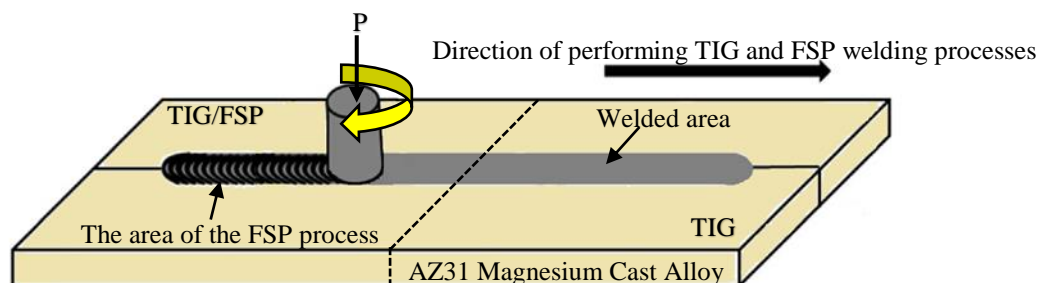 P
Direction of performing TIG and FSP welding processes
TIG/FSP
Welded area
The area of the FSP process
TIG
AZ31 Magnesium Cast Alloy